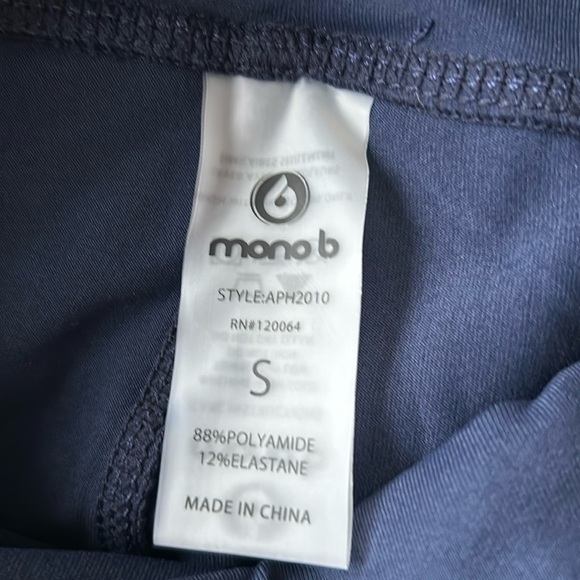 mono b
STYLE:APH2010
RN#120064
S
88%POLYAMIDE
12%ELASTANE
MADE IN CHINA